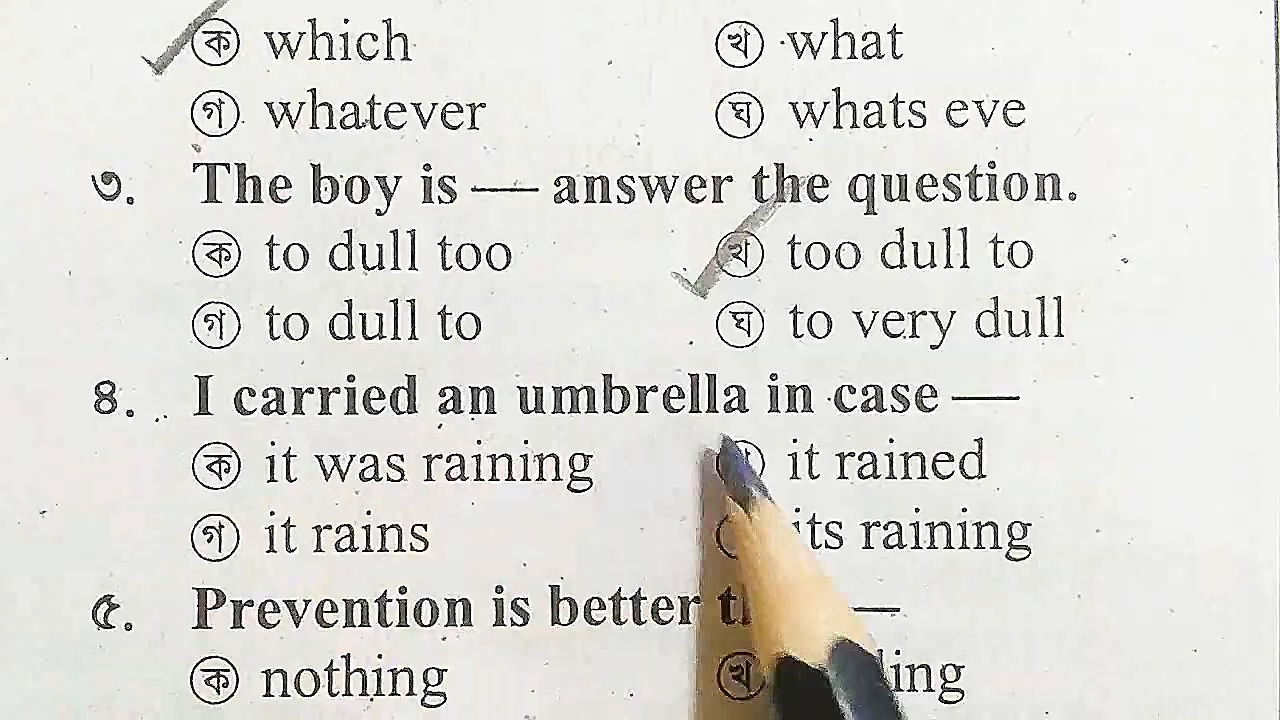 ক which খ what
গ whatever ঘ whats eve
৩. The boy is — answer the question.
ক to dull too খ too dull to
গ to dull to ঘ to very dull
৪. I carried an umbrella in case —
ক it was raining it rained
গ it rains its raining
৫. Prevention is better —
ক nothing খ